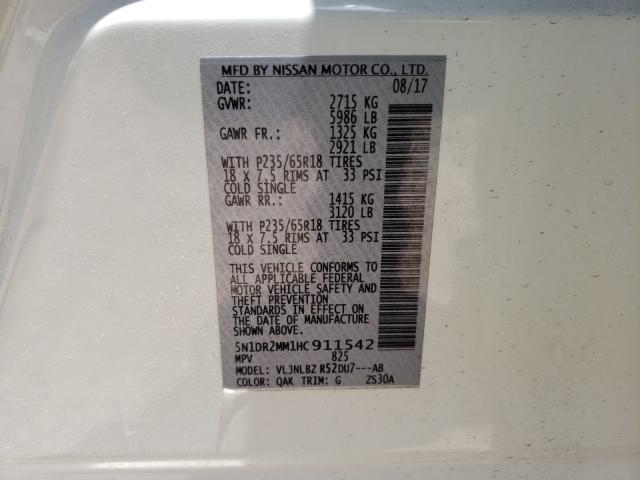 MFD BY NISSAN MOTOR CO., LTD.
DATE: 08/17
GVWR: 2715 KG
5986 LB
GAWR FR.: 1325 KG
2921 LB
WITH P235/65R18 TIRES
18 X 7.5 RIMS AT 33 PSI
COLD SINGLE
GAWR RR.: 1415 KG
3120 LB
WITH P235/65R18 TIRES
18 X 7.5 RIMS AT 33 PSI
COLD SINGLE
THIS VEHICLE CONFORMS TO
ALL APPLICABLE FEDERAL
MOTOR VEHICLE SAFETY AND
THEFT PREVENTION
STANDARDS IN EFFECT ON
THE DATE OF MANUFACTURE
SHOWN ABOVE.
5N1DR2MM1HC911542
MPV 825
MODEL: VLJNLBZ R52DU7---AB
COLOR: QAK TRIM: G ZS30A